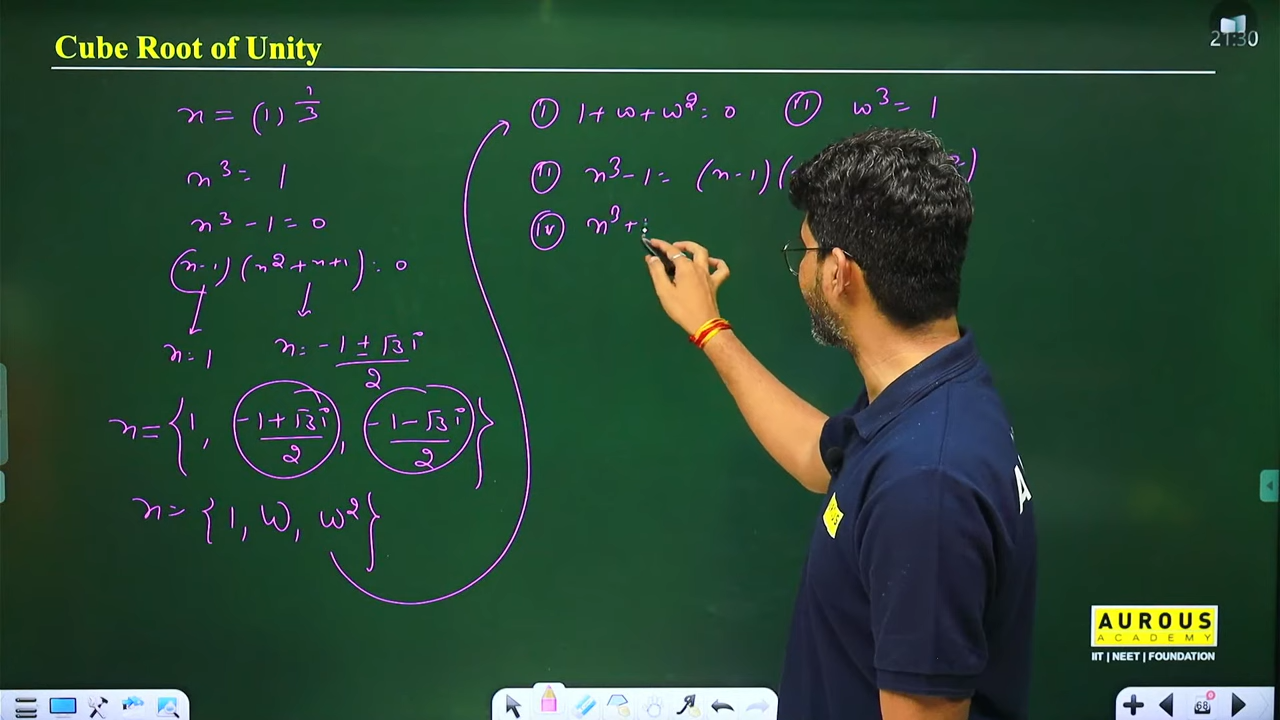 Cube Root of Unity
21:30
x = (1)^1/3
x³ = 1
x³ - 1 = 0
(x-1)(x²+x+1) = 0
x = 1
x = -1 ± √3 i / 2
x = {1, -1+√3 i / 2, -1-√3 i / 2}
x = {1, ω, ω²}
(i) 1+ω+ω² = 0
(ii) ω³ = 1
(iii) x³-1 = (x-1)(
²)
(iv) x³+
AUROUS
ACADEMY
IIT | NEET | FOUNDATION
68